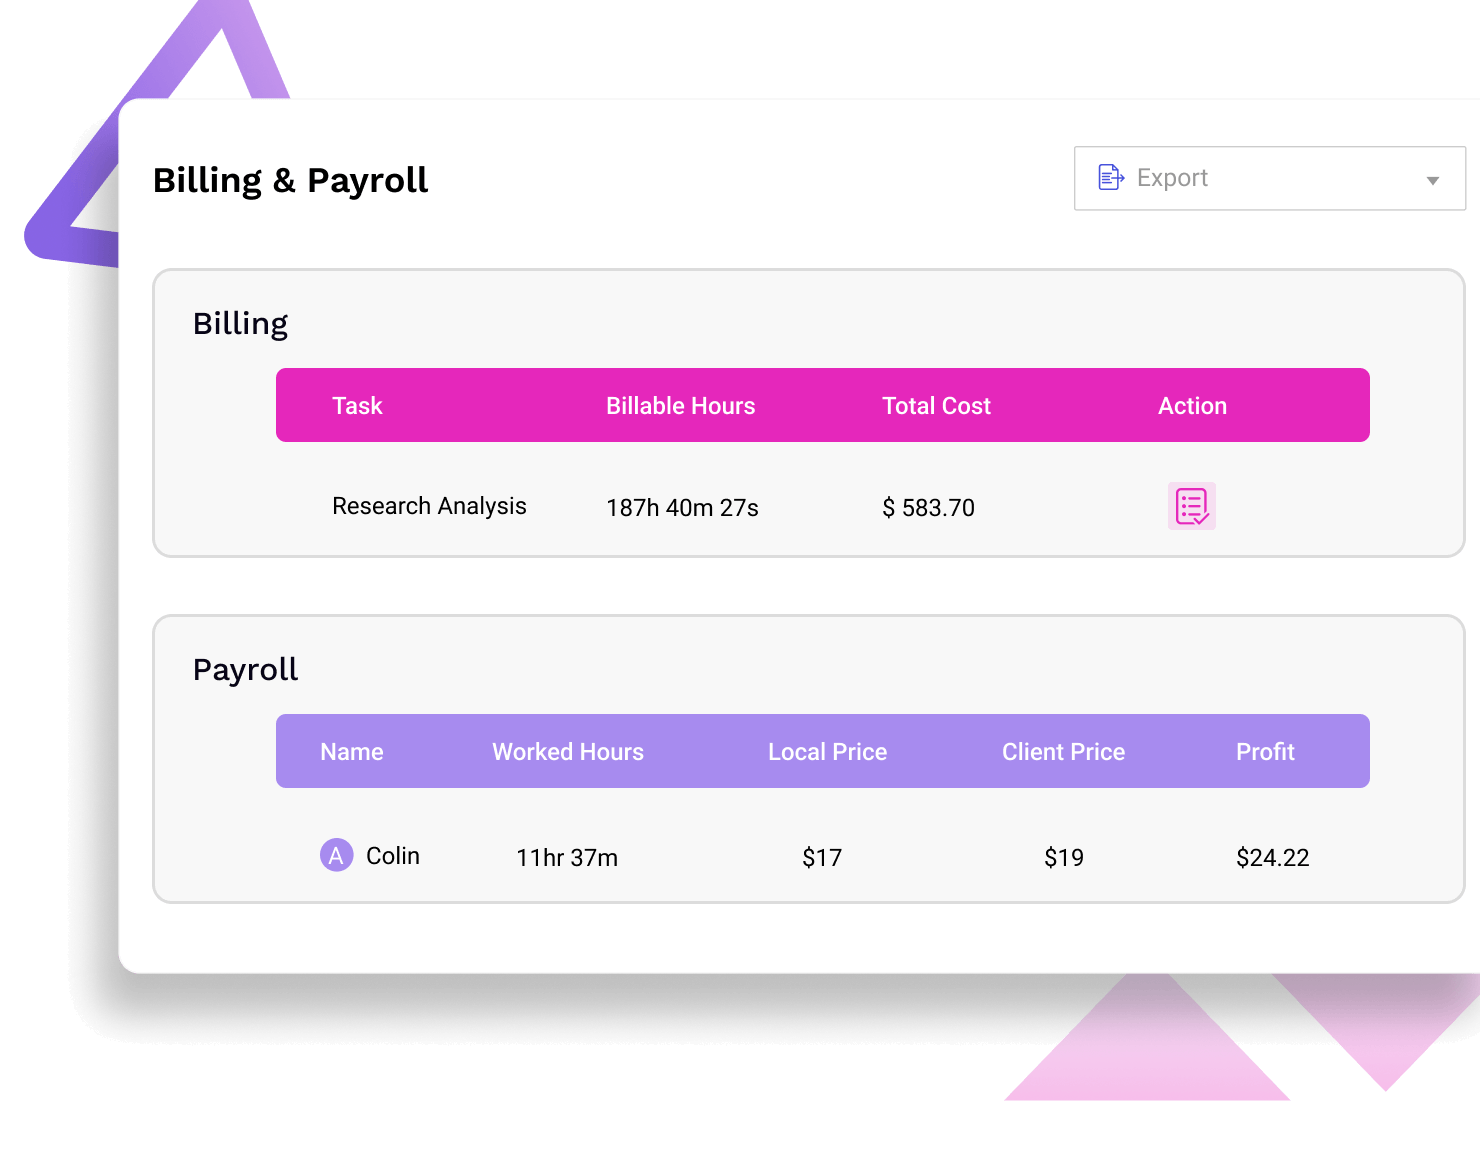 Billing & Payroll
Export
Billing
Task Billable Hours Total Cost Action
Research Analysis 187h 40m 27s $ 583.70
Payroll
Name Worked Hours Local Price Client Price Profit
A Colin 11hr 37m $17 $19 $24.22